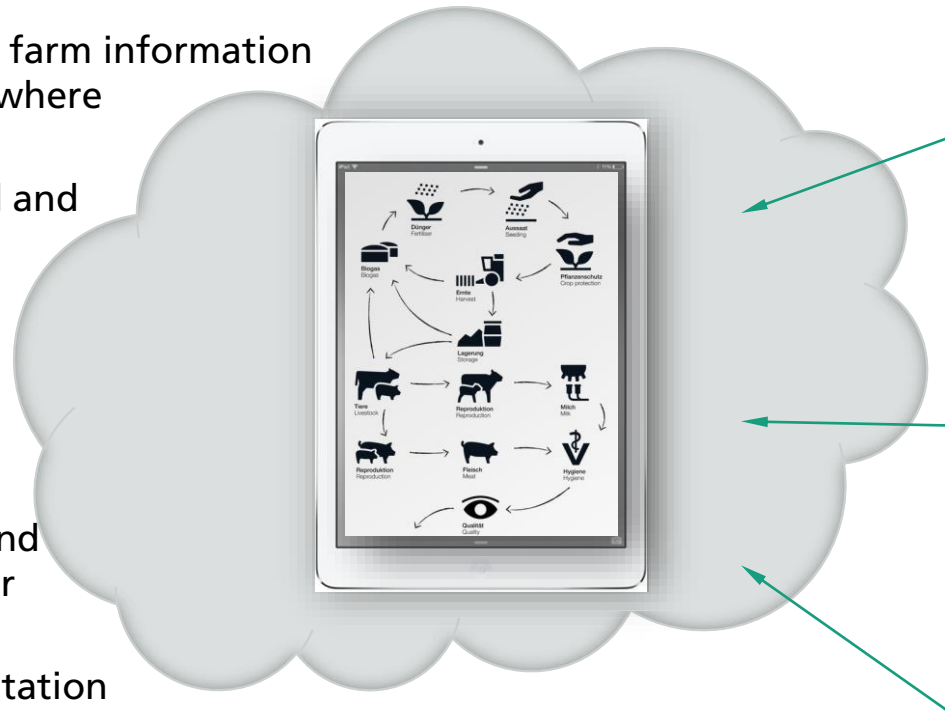 farm information
where
and
nd
r
tation
iPad
Dünger
Fertiliser
Aussaat
Seeding
Biogas
Biogas
Pflanzenschutz
Crop protection
Ernte
Harvest
Lagerung
Storage
Tiere
Livestock
Reproduktion
Reproduction
Milch
Milk
Reproduktion
Reproduction
Fleisch
Meat
Hygiene
Hygiene
Qualität
Quality